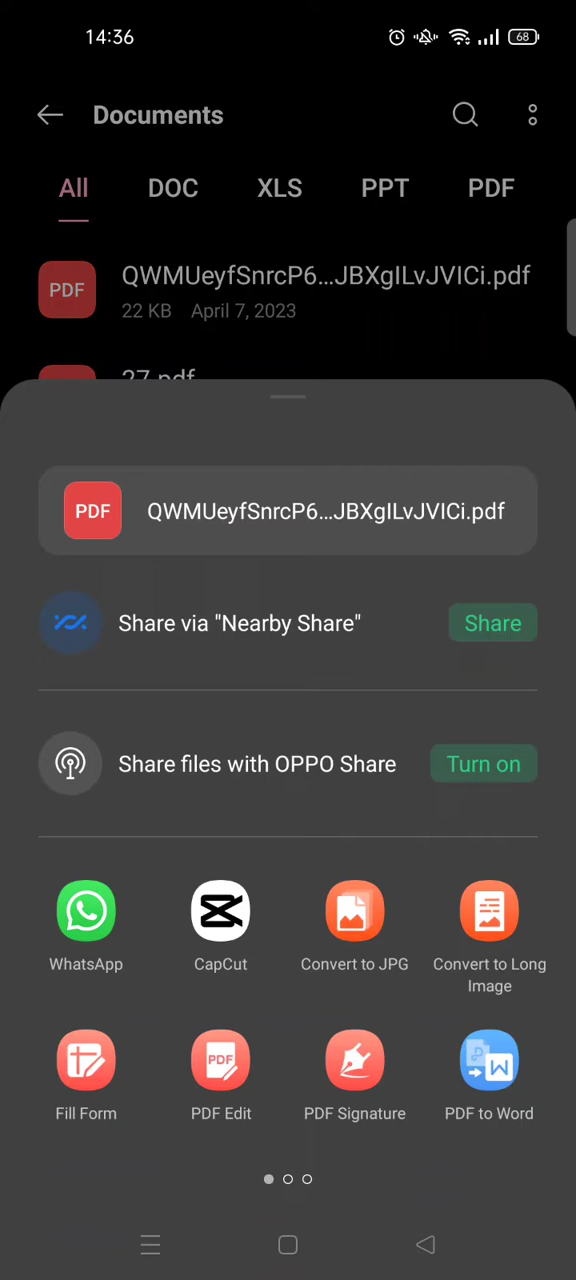 14:36
68
Documents
All DOC XLS PPT PDF
PDF
QWMUeyfSnrcP6...JBXgILvJVICi.pdf
22 KB April 7, 2023
27.pdf
PDF
QWMUeyfSnrcP6...JBXgILvJVICi.pdf
Share via "Nearby Share"
Share
Share files with OPPO Share
Turn on
WhatsApp
CapCut
Convert to JPG
Convert to Long
Image
PDF
W
Fill Form
PDF Edit
PDF Signature
PDF to Word